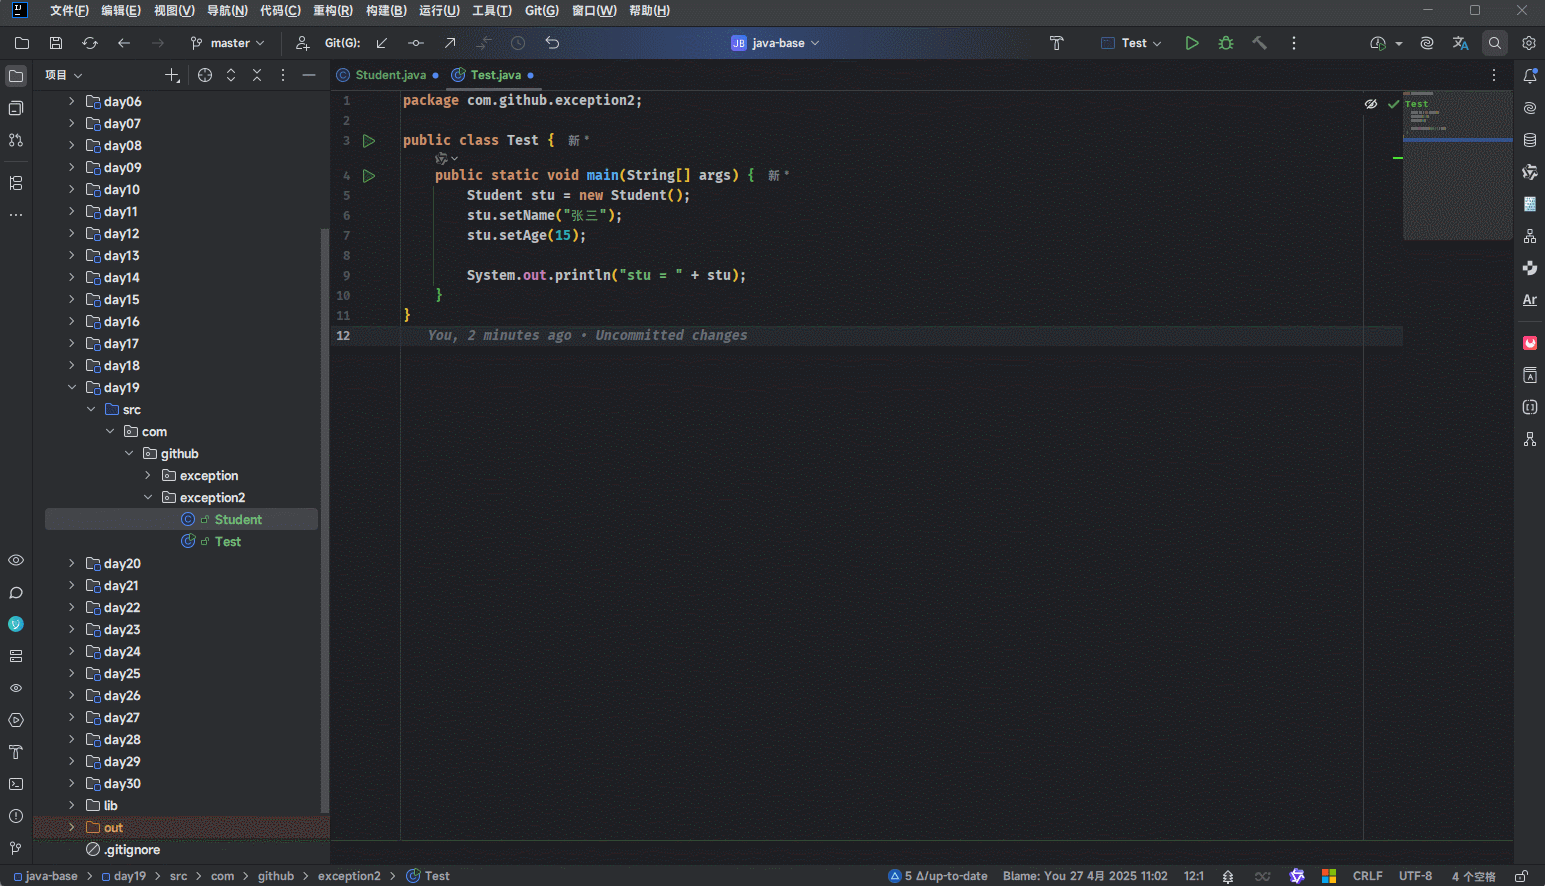 文件(F) 编辑(E) 视图(V) 导航(N) 代码(C) 重构(R) 构建(B) 运行(U) 工具(T) Git(G) 窗口(W) 帮助(H)
master Git(G): JB java-base Test
项目
Student.java Test.java
day06
day07
day08
day09
day10
day11
day12
day13
day14
day15
day16
day17
day18
day19
src
com
github
exception
exception2
Student
Test
day20
day21
day22
day23
day24
day25
day26
day27
day28
day29
day30
lib
out
.gitignore
1 package com.github.exception2;
2
3 public class Test { 新 *
4 public static void main(String[] args) { 新 *
5 Student stu = new Student();
6 stu.setName("张三");
7 stu.setAge(15);
8
9 System.out.println("stu = " + stu);
10 }
11 }
12 You, 2 minutes ago • Uncommitted changes
Test
Ar
java-base > day19 > src > com > github > exception2 > Test
5 Δ/up-to-date Blame: You 27 4月 2025 11:02 12:1 CRLF UTF-8 4 个空格